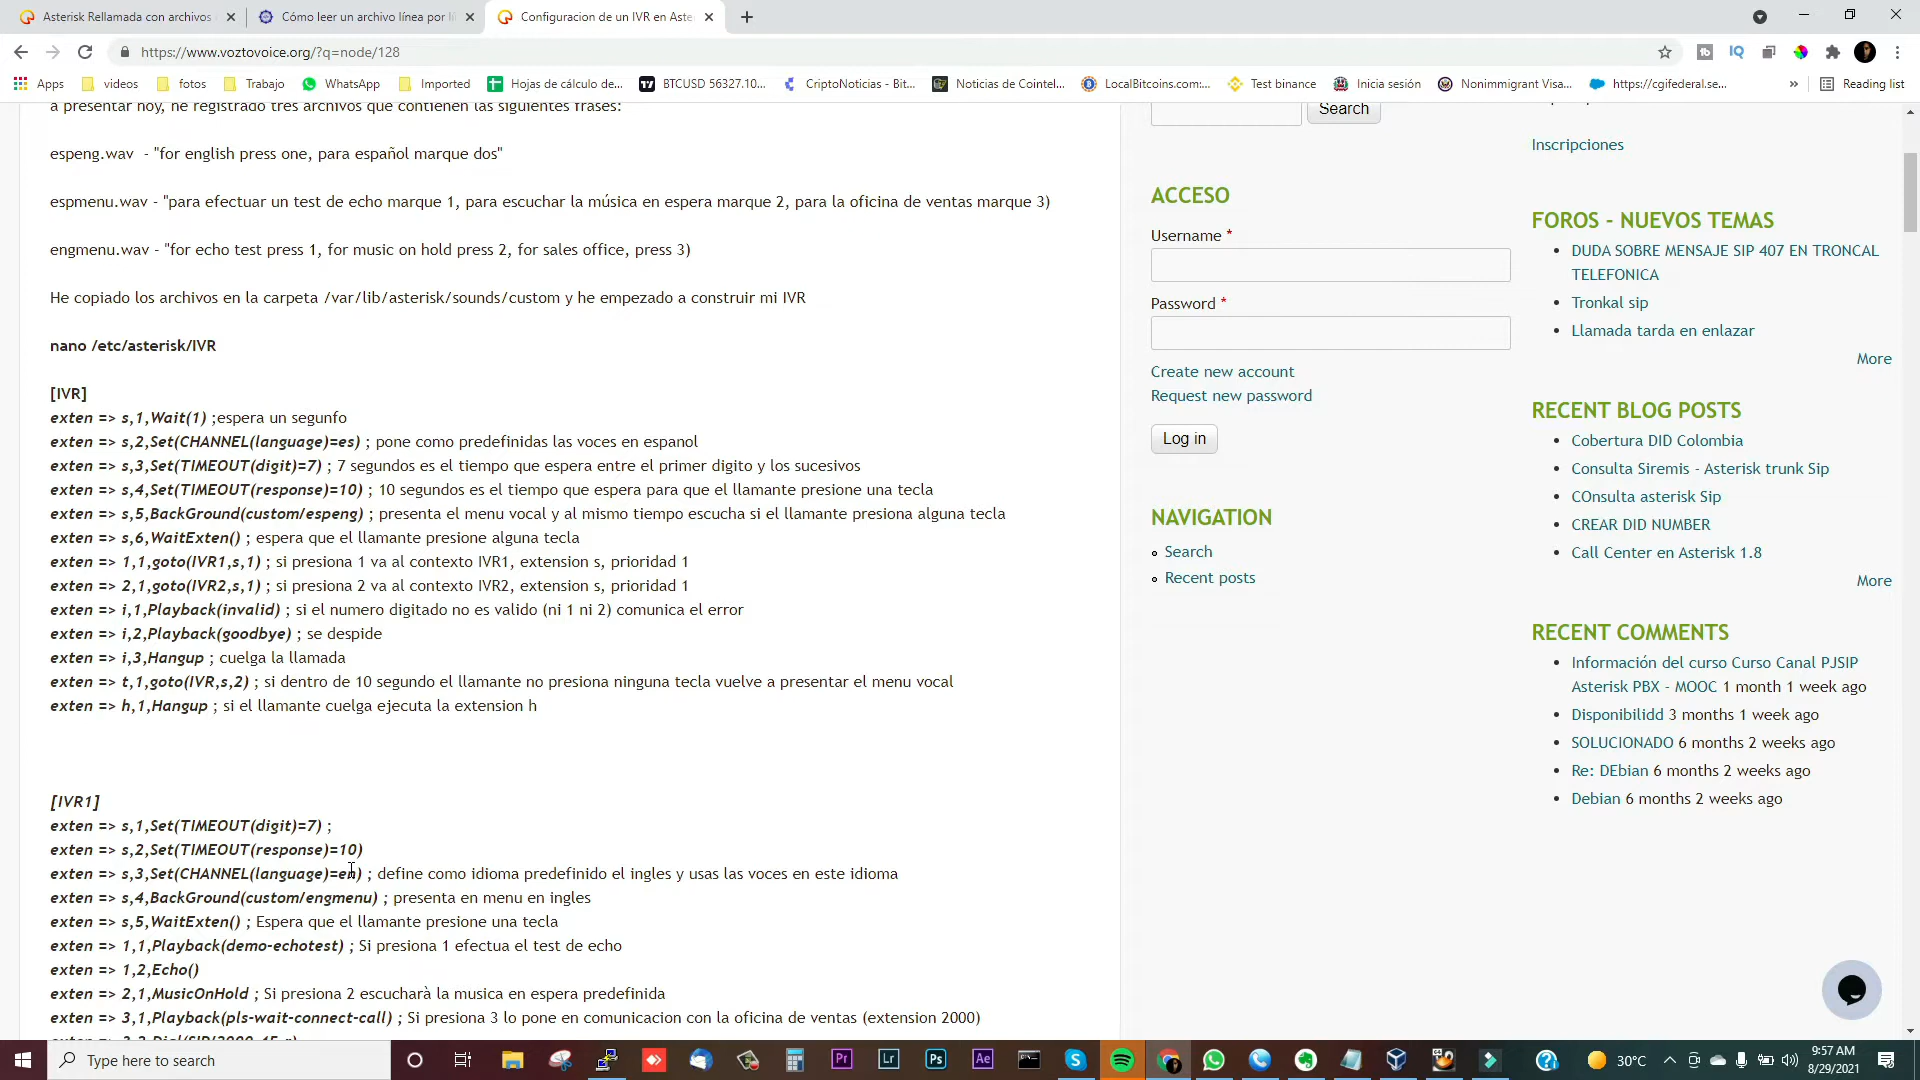 Asterisk Rellamada con archivos
Cómo leer un archivo línea por lí
Configuracion de un IVR en Aste
https://www.voztovoice.org/?q=node/128
Apps
videos
fotos
Trabajo
WhatsApp
Imported
Hojas de cálculo de...
BTCUSD 56327.10...
CriptoNoticias - Bit...
Noticias de Cointel...
LocalBitcoins.com:...
Test binance
Inicia sesión
Nonimmigrant Visa...
https://cgifederal.se...
»
Reading list
a presentar hoy, he registrado tres archivos que contienen las siguientes frases:
espeng.wav - "for english press one, para español marque dos"
espmenu.wav - "para efectuar un test de echo marque 1, para escuchar la música en espera marque 2, para la oficina de ventas marque 3)
engmenu.wav - "for echo test press 1, for music on hold press 2, for sales office, press 3)
He copiado los archivos en la carpeta /var/lib/asterisk/sounds/custom y he empezado a construir mi IVR
nano /etc/asterisk/IVR
[IVR]
exten => s,1,Wait(1) ;espera un segunfo
exten => s,2,Set(CHANNEL(language)=es) ; pone como predefinidas las voces en espanol
exten => s,3,Set(TIMEOUT(digit)=7) ; 7 segundos es el tiempo que espera entre el primer digito y los sucesivos
exten => s,4,Set(TIMEOUT(response)=10) ; 10 segundos es el tiempo que espera para que el llamante presione una tecla
exten => s,5,BackGround(custom/espeng) ; presenta el menu vocal y al mismo tiempo escucha si el llamante presiona alguna tecla
exten => s,6,WaitExten() ; espera que el llamante presione alguna tecla
exten => 1,1,goto(IVR1,s,1) ; si presiona 1 va al contexto IVR1, extension s, prioridad 1
exten => 2,1,goto(IVR2,s,1) ; si presiona 2 va al contexto IVR2, extension s, prioridad 1
exten => i,1,Playback(invalid) ; si el numero digitado no es valido (ni 1 ni 2) comunica el error
exten => i,2,Playback(goodbye) ; se despide
exten => i,3,Hangup ; cuelga la llamada
exten => t,1,goto(IVR,s,2) ; si dentro de 10 segundo el llamante no presiona ninguna tecla vuelve a presentar el menu vocal
exten => h,1,Hangup ; si el llamante cuelga ejecuta la extension h
[IVR1]
exten => s,1,Set(TIMEOUT(digit)=7) ;
exten => s,2,Set(TIMEOUT(response)=10)
exten => s,3,Set(CHANNEL(language)=en) ; define como idioma predefinido el ingles y usas las voces en este idioma
exten => s,4,BackGround(custom/engmenu) ; presenta en menu en ingles
exten => s,5,WaitExten() ; Espera que el llamante presione una tecla
exten => 1,1,Playback(demo-echotest) ; Si presiona 1 efectua el test de echo
exten => 1,2,Echo()
exten => 2,1,MusicOnHold ; Si presiona 2 escucharà la musica en espera predefinida
exten => 3,1,Playback(pls-wait-connect-call) ; Si presiona 3 lo pone en comunicacion con la oficina de ventas (extension 2000)
Search
ACCESO
Username *
Password *
Create new account
Request new password
Log in
NAVIGATION
Search
Recent posts
Inscripciones
FOROS - NUEVOS TEMAS
DUDA SOBRE MENSAJE SIP 407 EN TRONCAL
TELEFONICA
Tronkal sip
Llamada tarda en enlazar
More
RECENT BLOG POSTS
Cobertura DID Colombia
Consulta Siremis - Asterisk trunk Sip
COnsulta asterisk Sip
CREAR DID NUMBER
Call Center en Asterisk 1.8
More
RECENT COMMENTS
Información del curso Curso Canal PJSIP
Asterisk PBX - MOOC 1 month 1 week ago
Disponibilidd 3 months 1 week ago
SOLUCIONADO 6 months 2 weeks ago
Re: DEbian 6 months 2 weeks ago
Debian 6 months 2 weeks ago
Type here to search
30°C
9:57 AM
8/29/2021